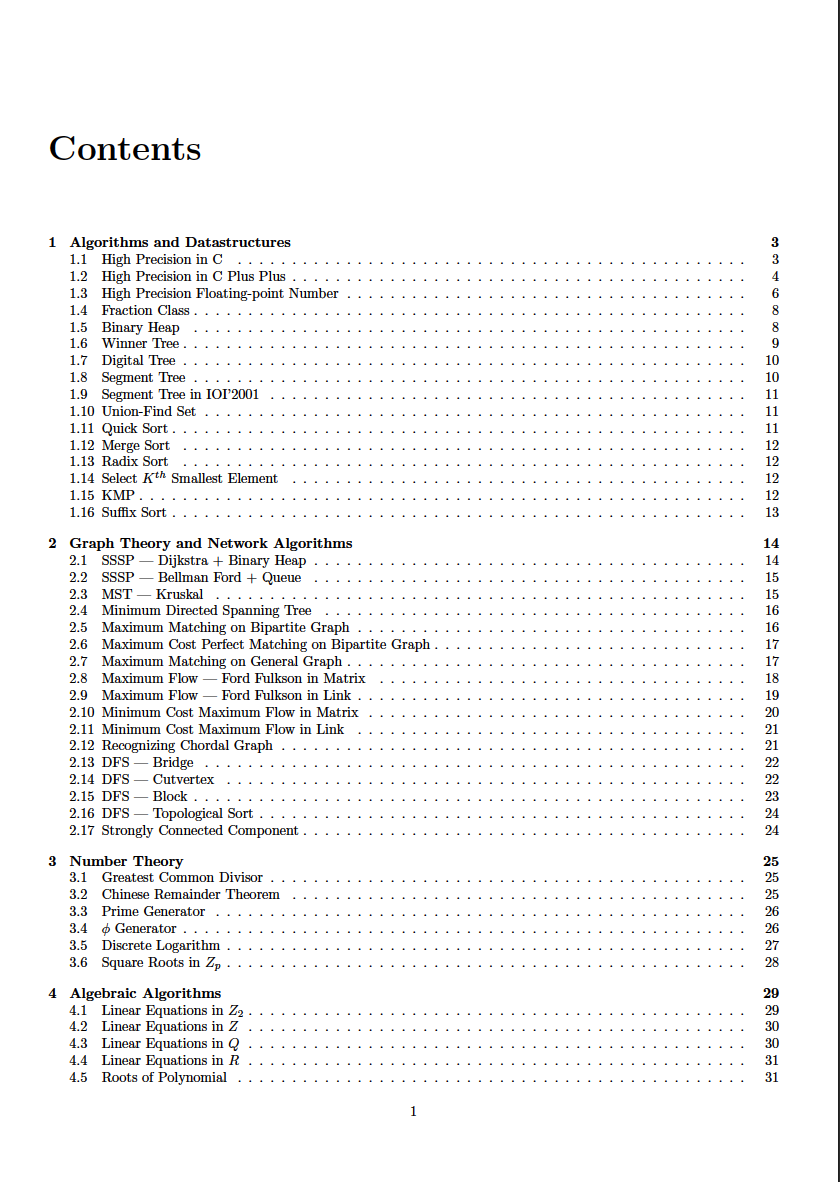 Contents
1 Algorithms and Datastructures 3
1.1 High Precision in C . . . . . . . . . . . . . . . . . . . . 3
1.2 High Precision in C Plus Plus . . . . . . . . . . . . . . . . . . . . 4
1.3 High Precision Floating-point Number . . . . . . . . . . . . . . . . . . . . 6
1.4 Fraction Class . . . . . . . . . . . . . . . . . . . . 8
1.5 Binary Heap . . . . . . . . . . . . . . . . . . . . 8
1.6 Winner Tree . . . . . . . . . . . . . . . . . . . . 9
1.7 Digital Tree . . . . . . . . . . . . . . . . . . . . 10
1.8 Segment Tree . . . . . . . . . . . . . . . . . . . . 10
1.9 Segment Tree in IOI'2001 . . . . . . . . . . . . . . . . . . . . 11
1.10 Union-Find Set . . . . . . . . . . . . . . . . . . . . 11
1.11 Quick Sort . . . . . . . . . . . . . . . . . . . . 11
1.12 Merge Sort . . . . . . . . . . . . . . . . . . . . 12
1.13 Radix Sort . . . . . . . . . . . . . . . . . . . . 12
1.14 Select K^th Smallest Element . . . . . . . . . . . . . . . . . . . . 12
1.15 KMP . . . . . . . . . . . . . . . . . . . . 12
1.16 Suffix Sort . . . . . . . . . . . . . . . . . . . . 13
2 Graph Theory and Network Algorithms 14
2.1 SSSP — Dijkstra + Binary Heap . . . . . . . . . . . . . . . . . . . . 14
2.2 SSSP — Bellman Ford + Queue . . . . . . . . . . . . . . . . . . . . 15
2.3 MST — Kruskal . . . . . . . . . . . . . . . . . . . . 15
2.4 Minimum Directed Spanning Tree . . . . . . . . . . . . . . . . . . . . 16
2.5 Maximum Matching on Bipartite Graph . . . . . . . . . . . . . . . . . . . . 16
2.6 Maximum Cost Perfect Matching on Bipartite Graph . . . . . . . . . . . . . . . . . . . . 17
2.7 Maximum Matching on General Graph . . . . . . . . . . . . . . . . . . . . 17
2.8 Maximum Flow — Ford Fulkson in Matrix . . . . . . . . . . . . . . . . . . . . 18
2.9 Maximum Flow — Ford Fulkson in Link . . . . . . . . . . . . . . . . . . . . 19
2.10 Minimum Cost Maximum Flow in Matrix . . . . . . . . . . . . . . . . . . . . 20
2.11 Minimum Cost Maximum Flow in Link . . . . . . . . . . . . . . . . . . . . 21
2.12 Recognizing Chordal Graph . . . . . . . . . . . . . . . . . . . . 21
2.13 DFS — Bridge . . . . . . . . . . . . . . . . . . . . 22
2.14 DFS — Cutvertex . . . . . . . . . . . . . . . . . . . . 22
2.15 DFS — Block . . . . . . . . . . . . . . . . . . . . 23
2.16 DFS — Topological Sort . . . . . . . . . . . . . . . . . . . . 24
2.17 Strongly Connected Component . . . . . . . . . . . . . . . . . . . . 24
3 Number Theory 25
3.1 Greatest Common Divisor . . . . . . . . . . . . . . . . . . . . 25
3.2 Chinese Remainder Theorem . . . . . . . . . . . . . . . . . . . . 25
3.3 Prime Generator . . . . . . . . . . . . . . . . . . . . 26
3.4 ϕ Generator . . . . . . . . . . . . . . . . . . . . 26
3.5 Discrete Logarithm . . . . . . . . . . . . . . . . . . . . 27
3.6 Square Roots in Z_p . . . . . . . . . . . . . . . . . . . . 28
4 Algebraic Algorithms 29
4.1 Linear Equations in Z_2 . . . . . . . . . . . . . . . . . . . . 29
4.2 Linear Equations in Z . . . . . . . . . . . . . . . . . . . . 30
4.3 Linear Equations in Q . . . . . . . . . . . . . . . . . . . . 30
4.4 Linear Equations in R . . . . . . . . . . . . . . . . . . . . 31
4.5 Roots of Polynomial . . . . . . . . . . . . . . . . . . . . 31
1